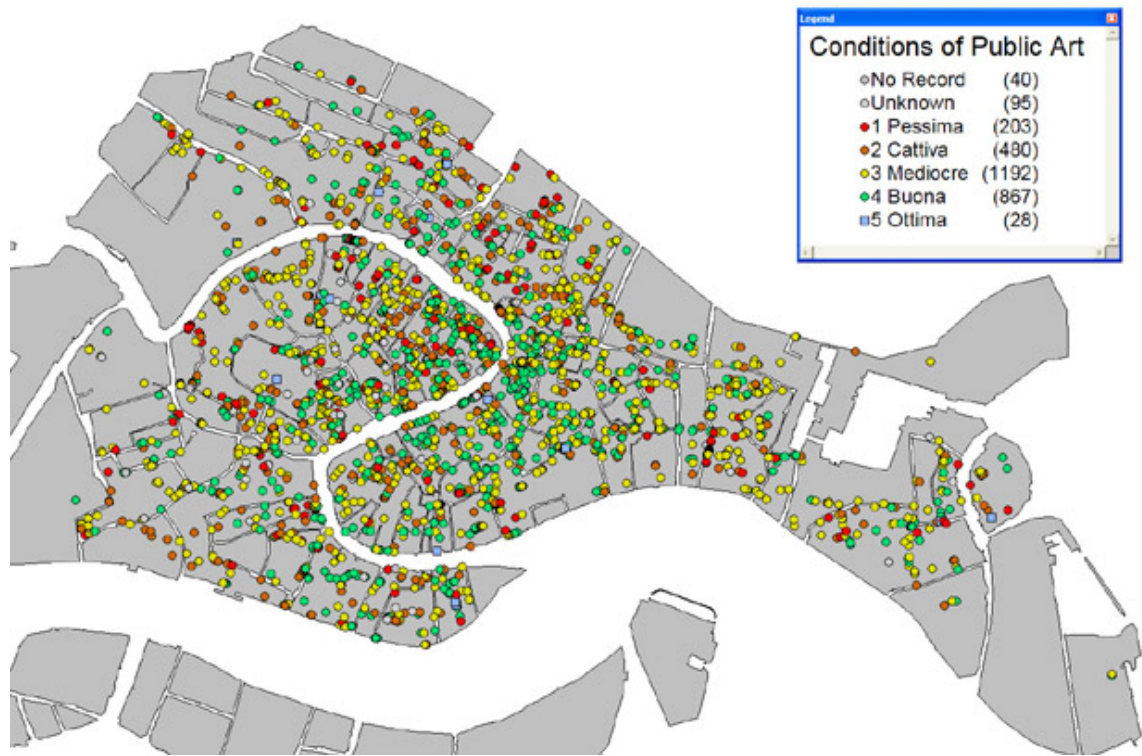 Legend
Conditions of Public Art
No Record (40)
Unknown (95)
1 Pessima (203)
2 Cattiva (480)
3 Mediocre (1192)
4 Buona (867)
5 Ottima (28)